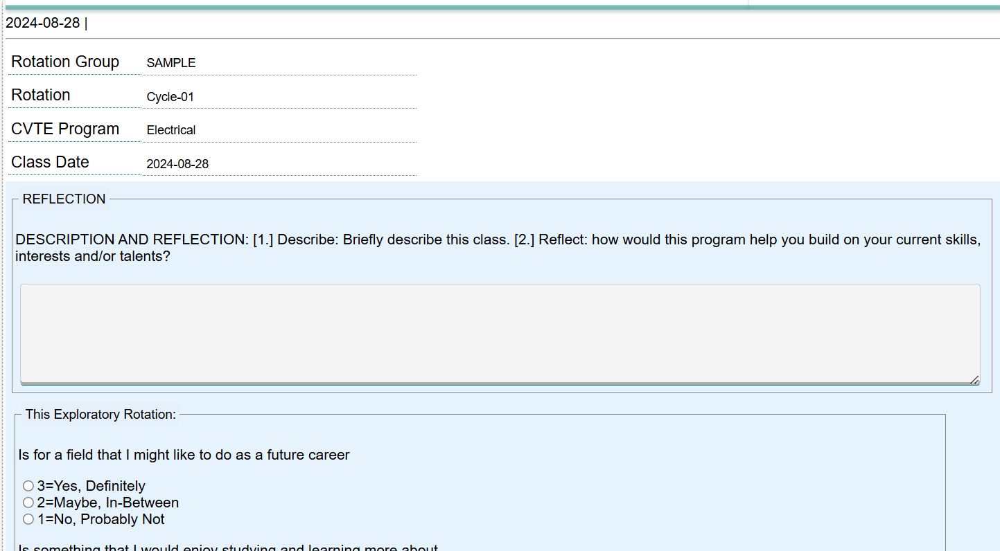 2024-08-28 |
Rotation Group SAMPLE
Rotation Cycle-01
CVTE Program Electrical
Class Date 2024-08-28
REFLECTION
DESCRIPTION AND REFLECTION: [1.] Describe: Briefly describe this class. [2.] Reflect: how would this program help you build on your current skills,
interests and/or talents?
This Exploratory Rotation:
Is for a field that I might like to do as a future career
3=Yes, Definitely
2=Maybe, In-Between
1=No, Probably Not
Is something that I would enjoy studying and learning more about